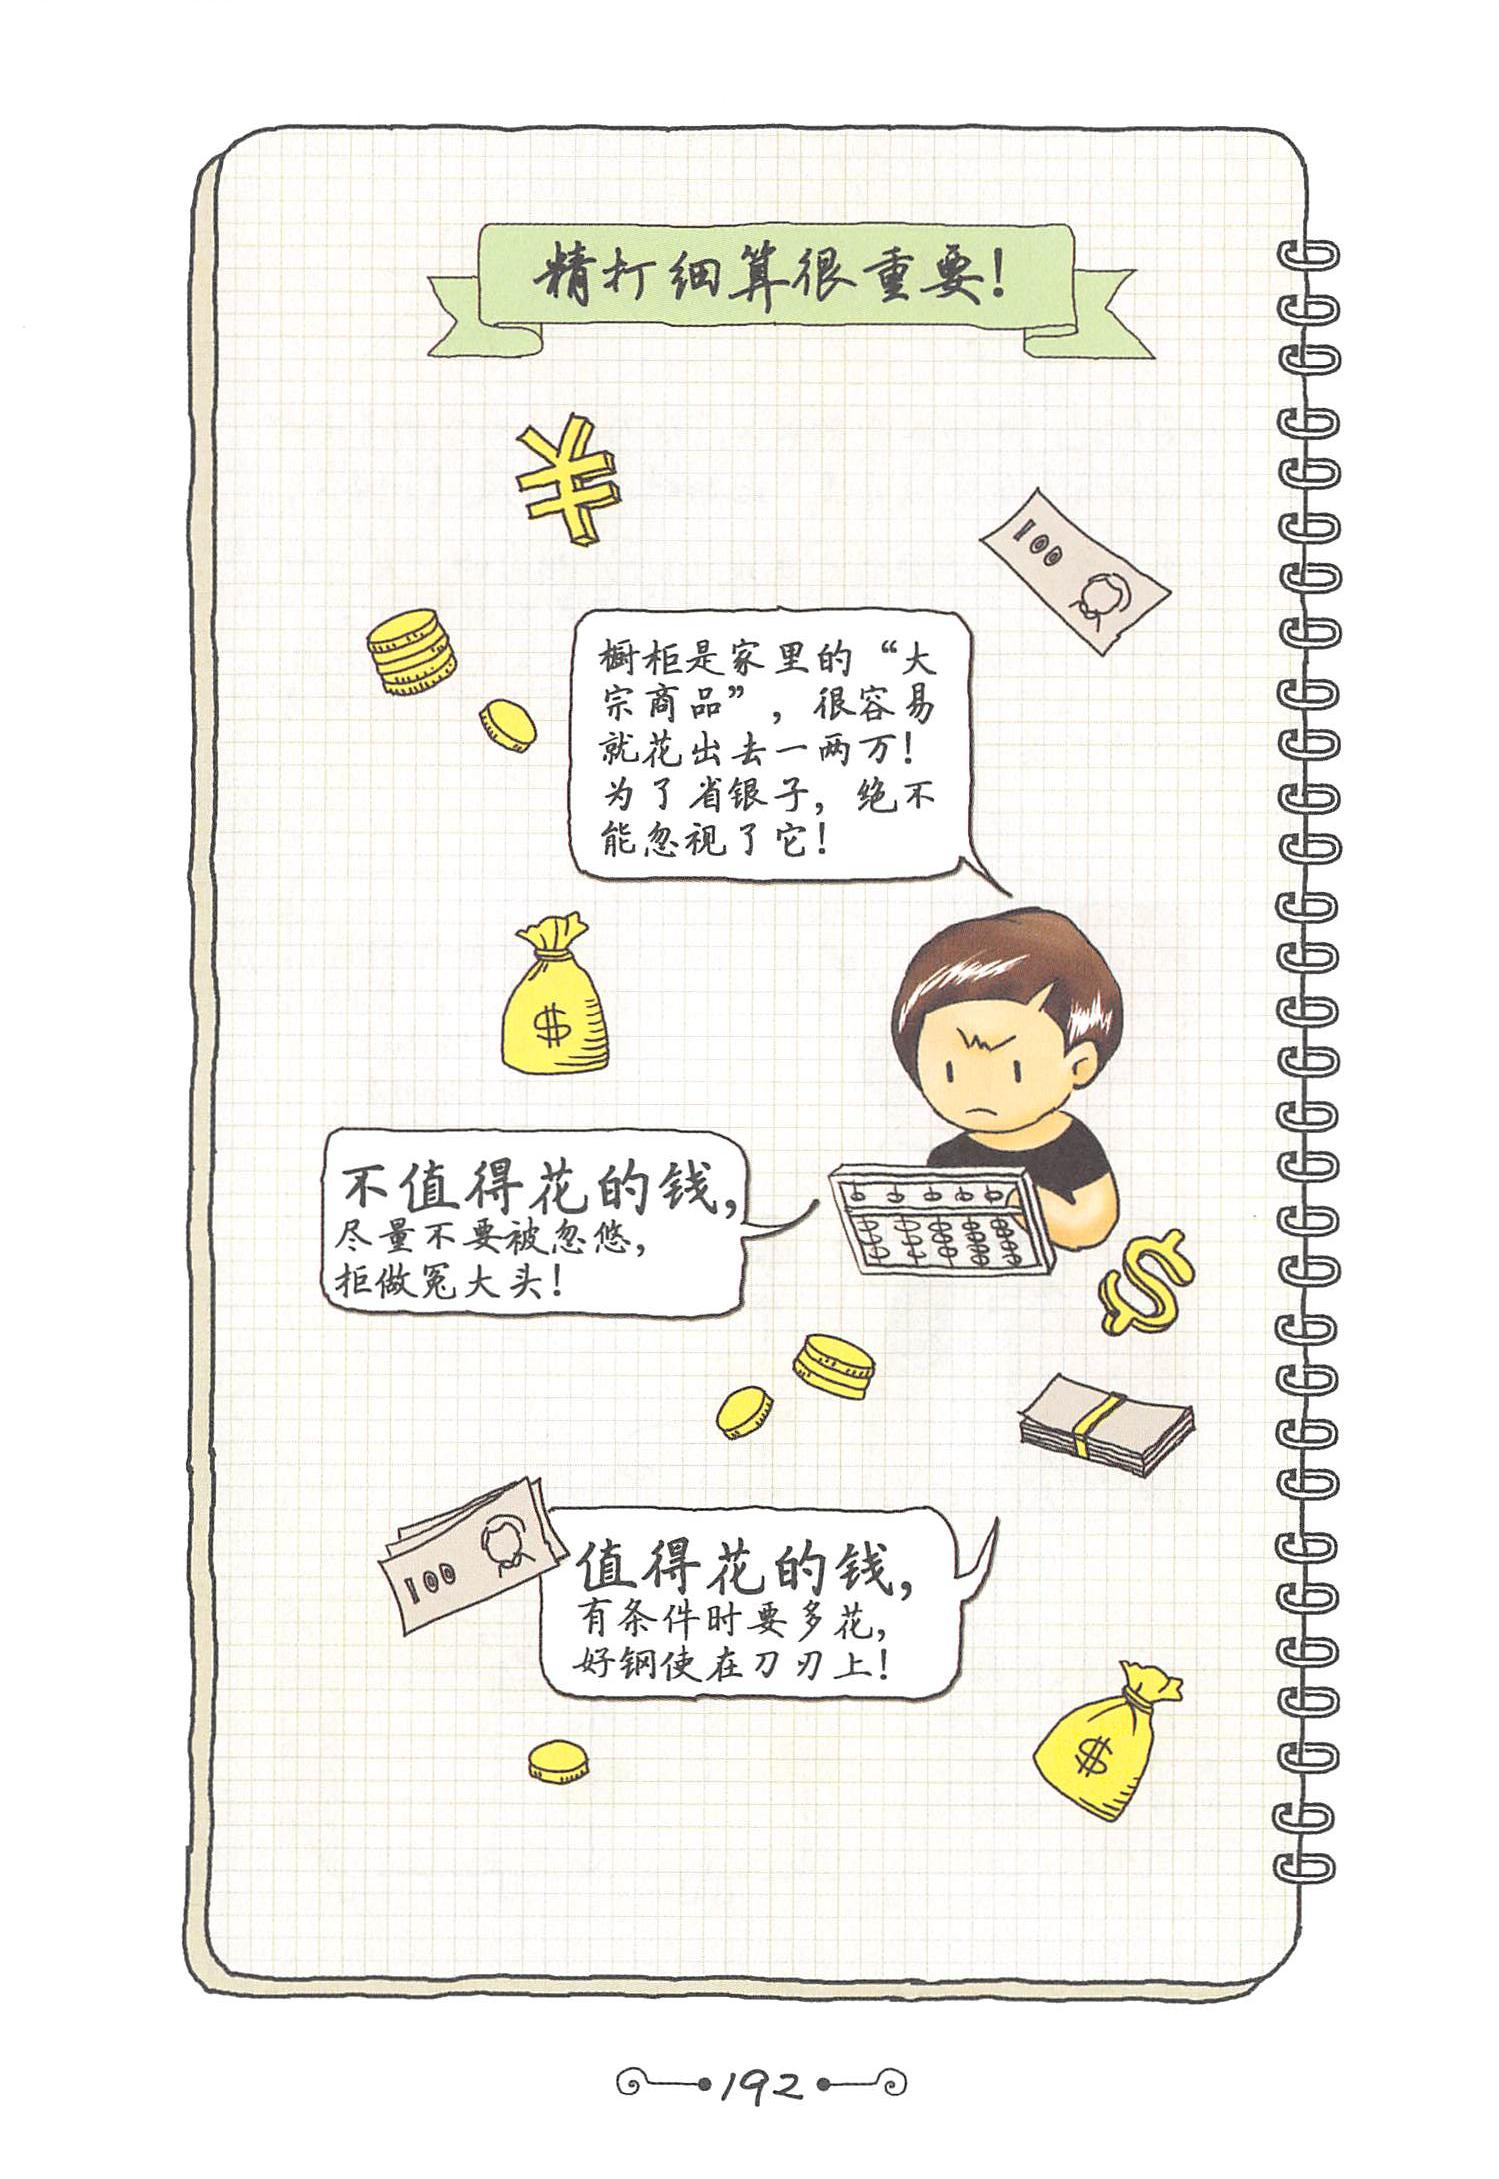 精打细算很重要！
100
橱柜是家里的“大
宗商品”，很容易
就花出去一两万！
为了省银子，绝不
能忽视了它！
$
不值得花的钱，
尽量不要被忽悠，
拒做冤大头！
100
值得花的钱，
有条件时要多花，
好钢使在刀刃上！
$
192